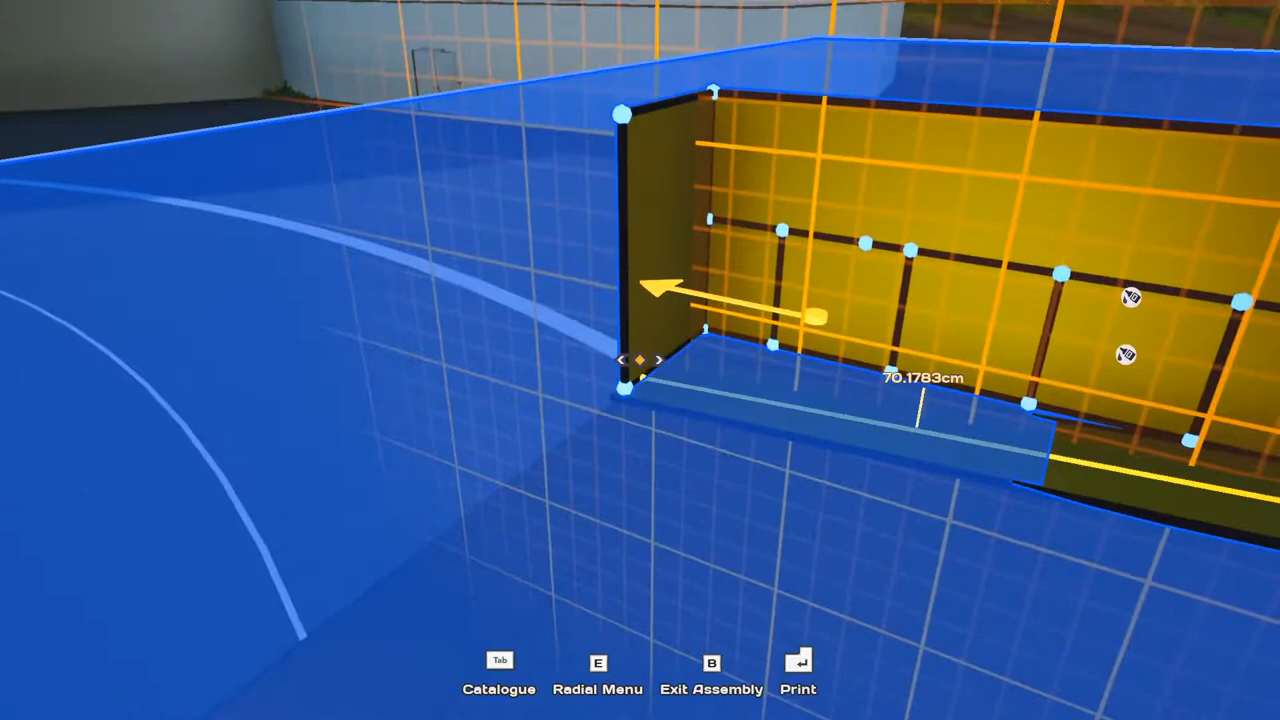 70.1783cm
Tab
E
B
Catalogue
Radial Menu
Exit Assembly
Print